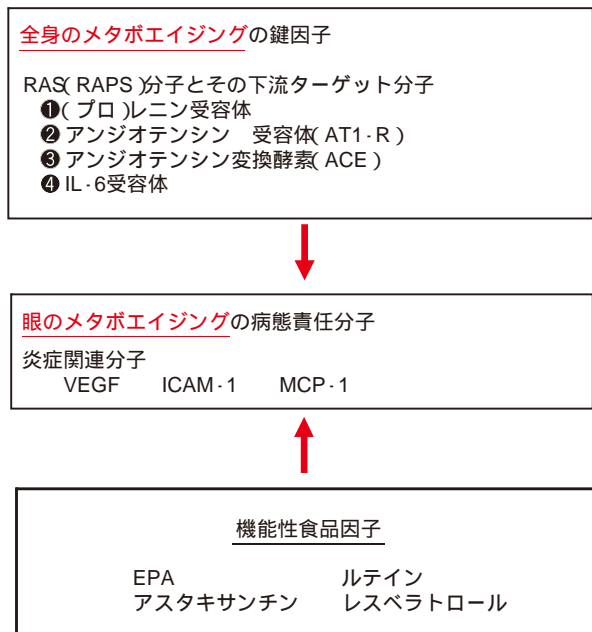 全身のメタボエイジングの鍵因子
RAS(RAPS)分子とその下流ターゲット分子
❶(プロ)レニン受容体
❷アンジオテンシン　受容体(AT1-R)
❸アンジオテンシン変換酵素(ACE)
❹IL-6受容体
眼のメタボエイジングの病態責任分子
炎症関連分子
VEGF　ICAM-1　MCP-1
機能性食品因子
EPA　ルテイン
アスタキサンチン　レスベラトロール